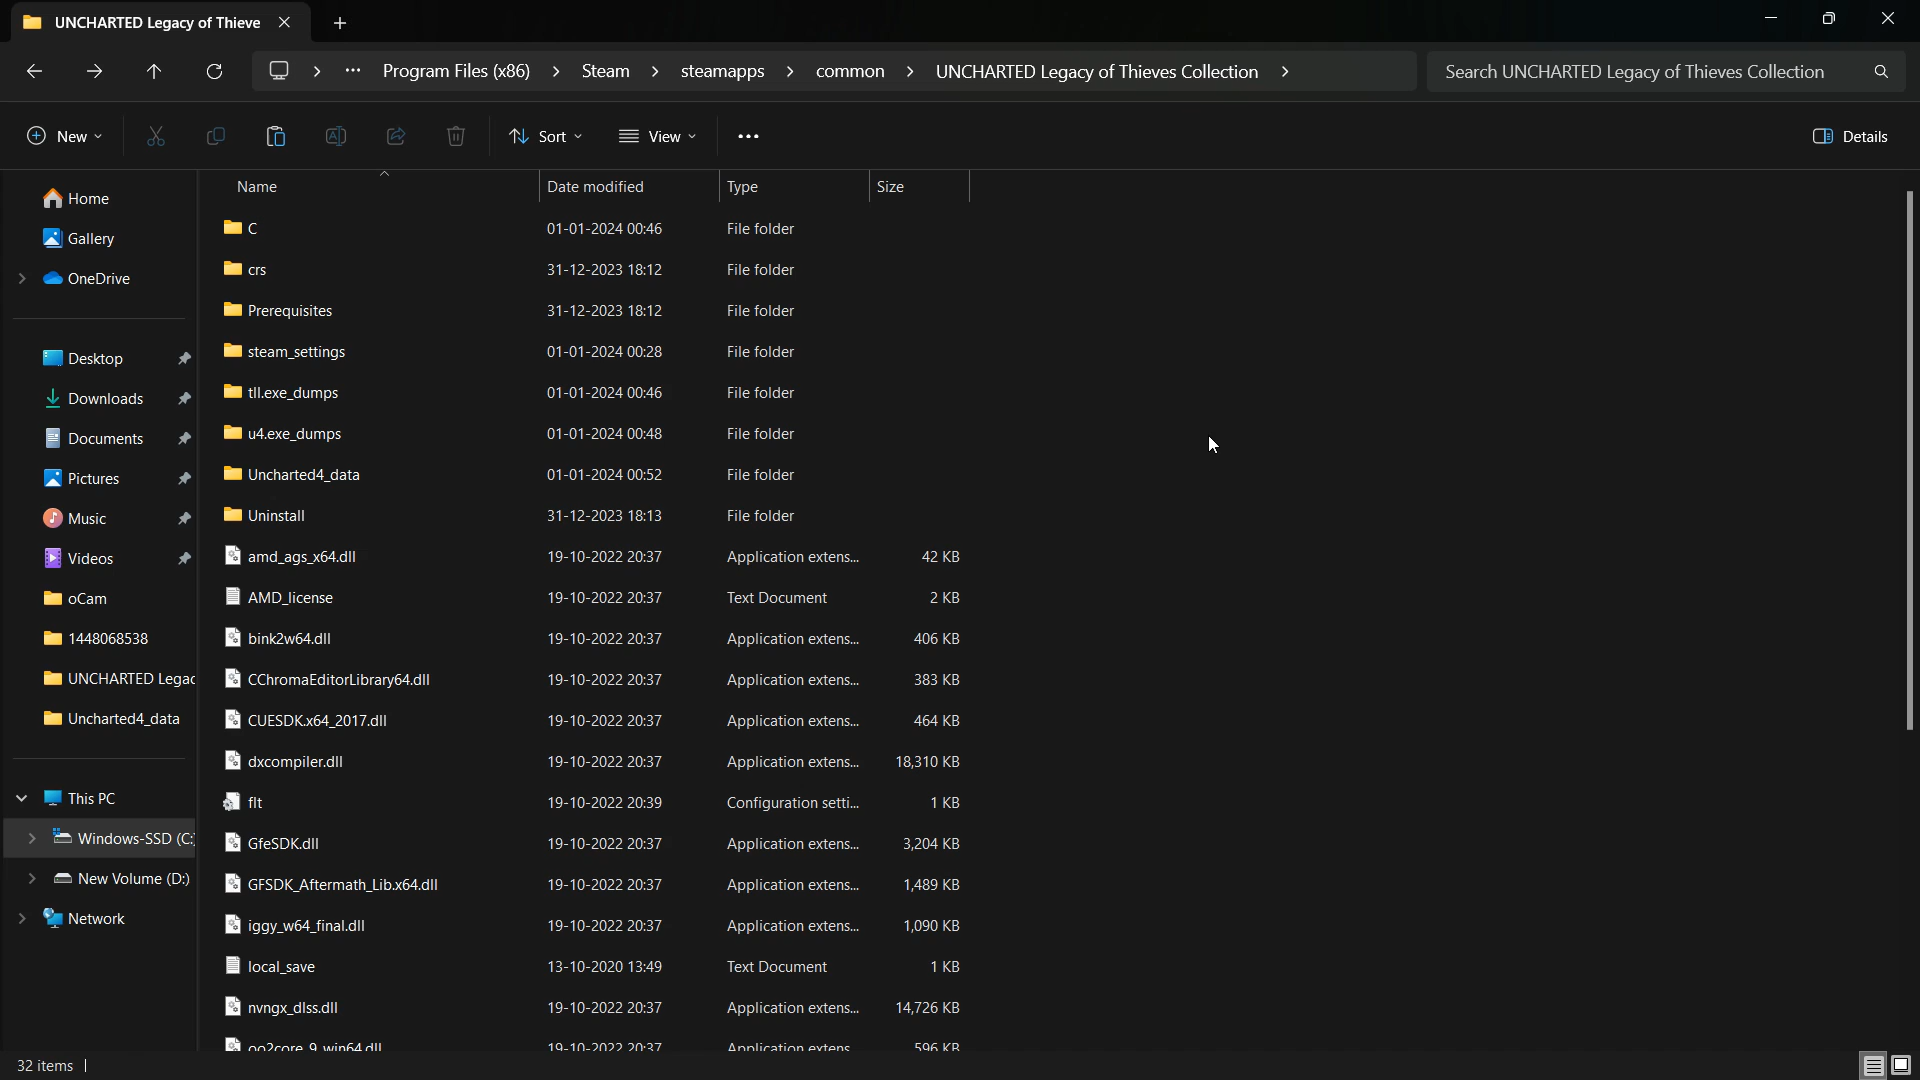 UNCHARTED Legacy of Thieve
Program Files (x86) > Steam > steamapps > common > UNCHARTED Legacy of Thieves Collection >
Search UNCHARTED Legacy of Thieves Collection
New
Sort
View
Details
Home
Gallery
OneDrive
Desktop
Downloads
Documents
Pictures
Music
Videos
oCam
1448068538
UNCHARTED Legac
Uncharted4_data
This PC
Windows-SSD (C:)
New Volume (D:)
Network
Name Date modified Type Size
C 01-01-2024 00:46 File folder
crs 31-12-2023 18:12 File folder
Prerequisites 31-12-2023 18:12 File folder
steam_settings 01-01-2024 00:28 File folder
tll.exe_dumps 01-01-2024 00:46 File folder
u4.exe_dumps 01-01-2024 00:48 File folder
Uncharted4_data 01-01-2024 00:52 File folder
Uninstall 31-12-2023 18:13 File folder
amd_ags_x64.dll 19-10-2022 20:37 Application extens... 42 KB
AMD_license 19-10-2022 20:37 Text Document 2 KB
bink2w64.dll 19-10-2022 20:37 Application extens... 406 KB
CChromaEditorLibrary64.dll 19-10-2022 20:37 Application extens... 383 KB
CUESDK.x64_2017.dll 19-10-2022 20:37 Application extens... 464 KB
dxcompiler.dll 19-10-2022 20:37 Application extens... 18,310 KB
flt 19-10-2022 20:39 Configuration setti... 1 KB
GfeSDK.dll 19-10-2022 20:37 Application extens... 3,204 KB
GFSDK_Aftermath_Lib.x64.dll 19-10-2022 20:37 Application extens... 1,489 KB
iggy_w64_final.dll 19-10-2022 20:37 Application extens... 1,090 KB
local_save 13-10-2020 13:49 Text Document 1 KB
nvngx_dlss.dll 19-10-2022 20:37 Application extens... 14,726 KB
oo2core_9_win64.dll 19-10-2022 20:37 Application extens... 596 KB
32 items